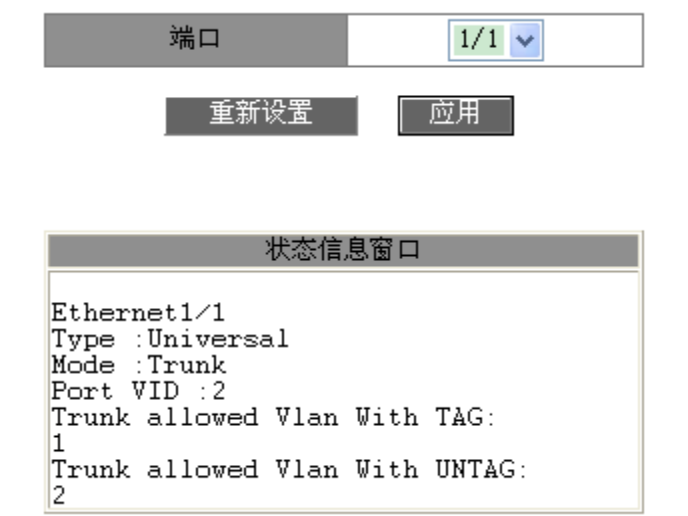 端口 1/1
重新设置 应用
状态信息窗口
Ethernet1/1
Type :Universal
Mode :Trunk
Port VID :2
Trunk allowed Vlan With TAG:
1
Trunk allowed Vlan With UNTAG:
2